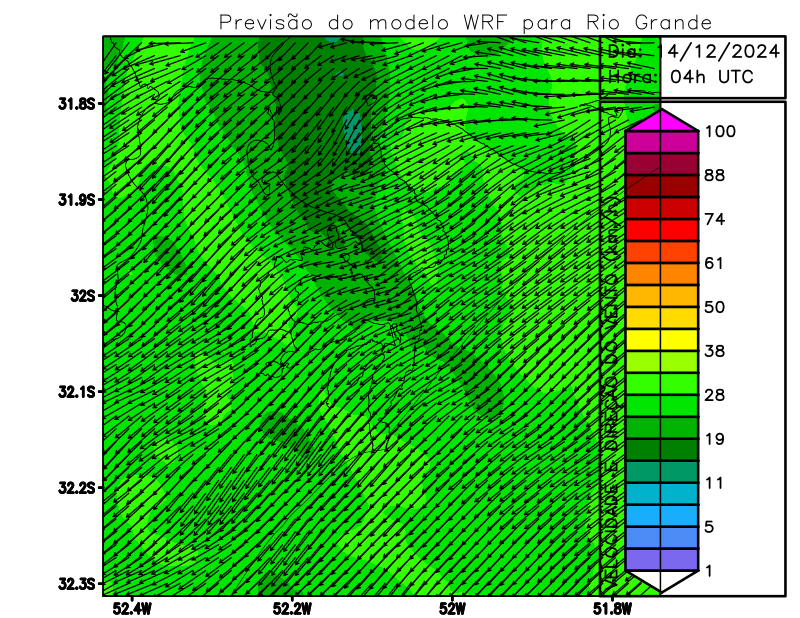 Previsão do modelo WRF para Rio Grande
Dia: 14/12/2024
Hora: 04h UTC
31.8S
31.9S
32S
32.1S
32.2S
32.3S
52.4W
52.2W
52W
51.8W
VELOCIDADE E DIREÇÃO DO VENTO (km/h)
100
88
74
61
50
38
28
19
11
5
1